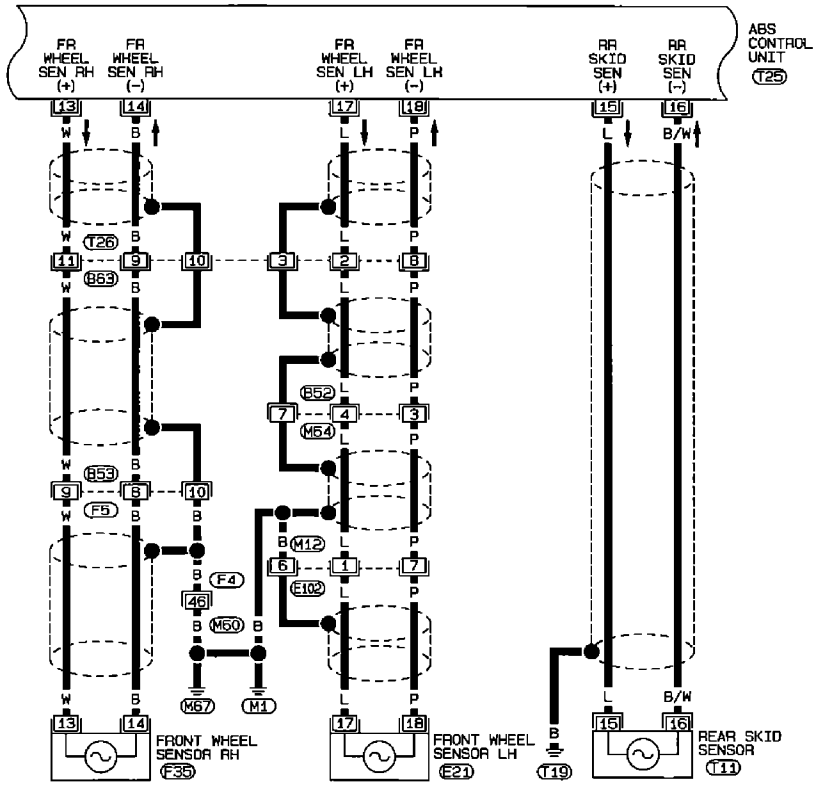 FR WHEEL SEN RH (+)
FR WHEEL SEN RH (-)
FR WHEEL SEN LH (+)
FR WHEEL SEN LH (-)
RR SKID SEN (+)
RR SKID SEN (-)
ABS CONTROL UNIT
T25
13 14 17 18 15 16
W B L P L B/W
W T26 B L P
11 9 10 3 2 8
W B63 B L P
B52
L P
7 4 3
M64
L P
W B53 B
9 8 10
W F5 B B
B M12 L P
6 1 7
E102
L P
B F4
46
B M60 B
M67 M1
W B L P L B/W
13 14 17 18 15 16
B
FRONT WHEEL
SENSOR RH
F35
FRONT WHEEL
SENSOR LH
E21
T19
REAR SKID
SENSOR
T11